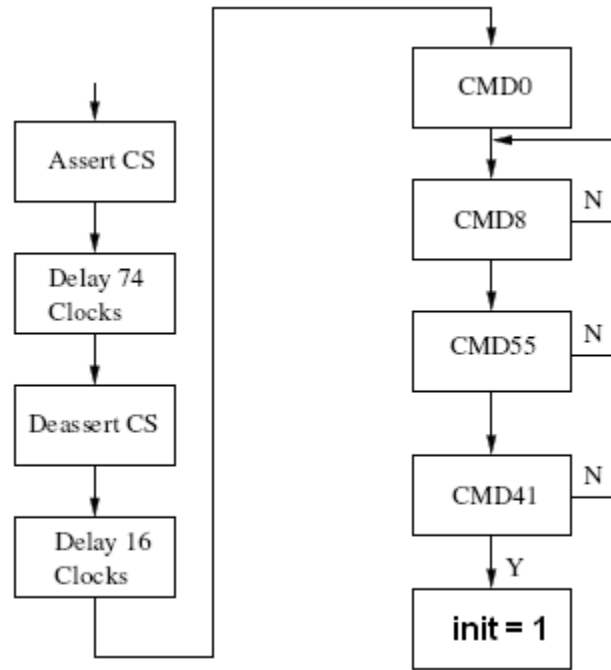 Assert CS
Delay 74
Clocks
Deassert CS
Delay 16
Clocks
CMD0
CMD8
N
CMD55
N
CMD41
N
Y
init = 1